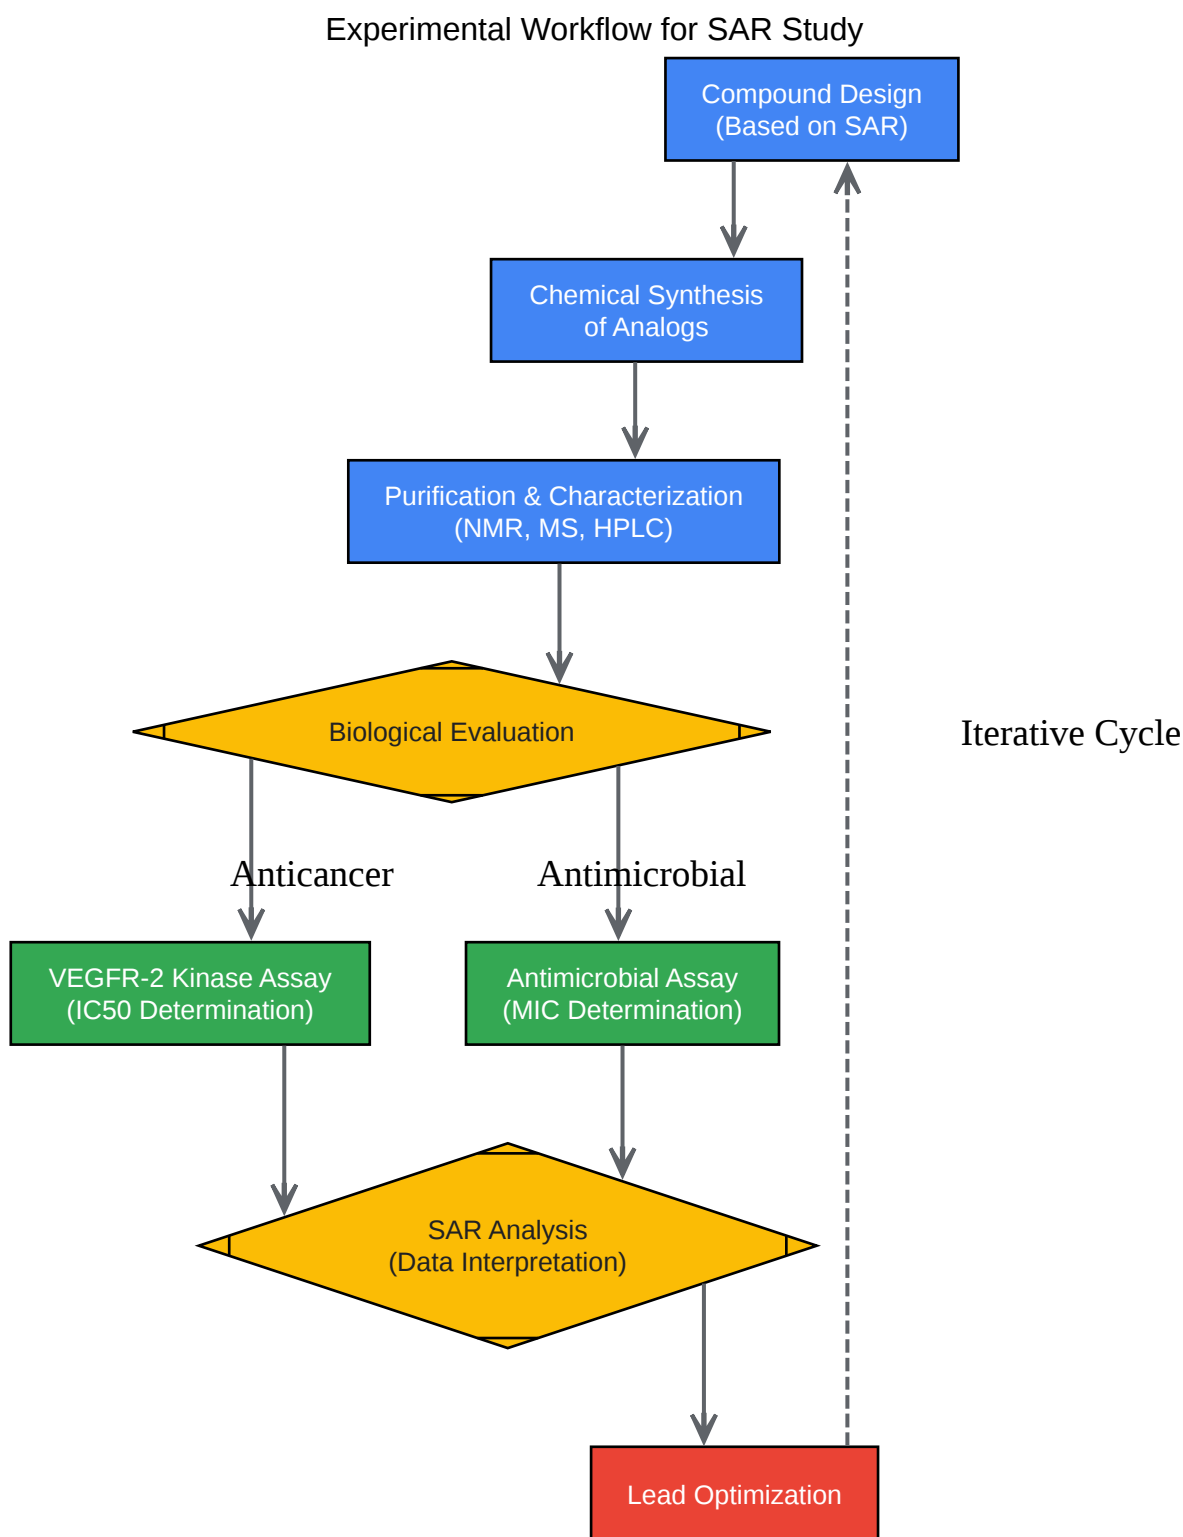 Experimental Workflow for SAR Study
Compound Design
(Based on SAR)
Chemical Synthesis
of Analogs
Purification & Characterization
(NMR, MS, HPLC)
Biological Evaluation
Iterative Cycle
Anticancer
Antimicrobial
VEGFR-2 Kinase Assay
(IC50 Determination)
Antimicrobial Assay
(MIC Determination)
SAR Analysis
(Data Interpretation)
Lead Optimization